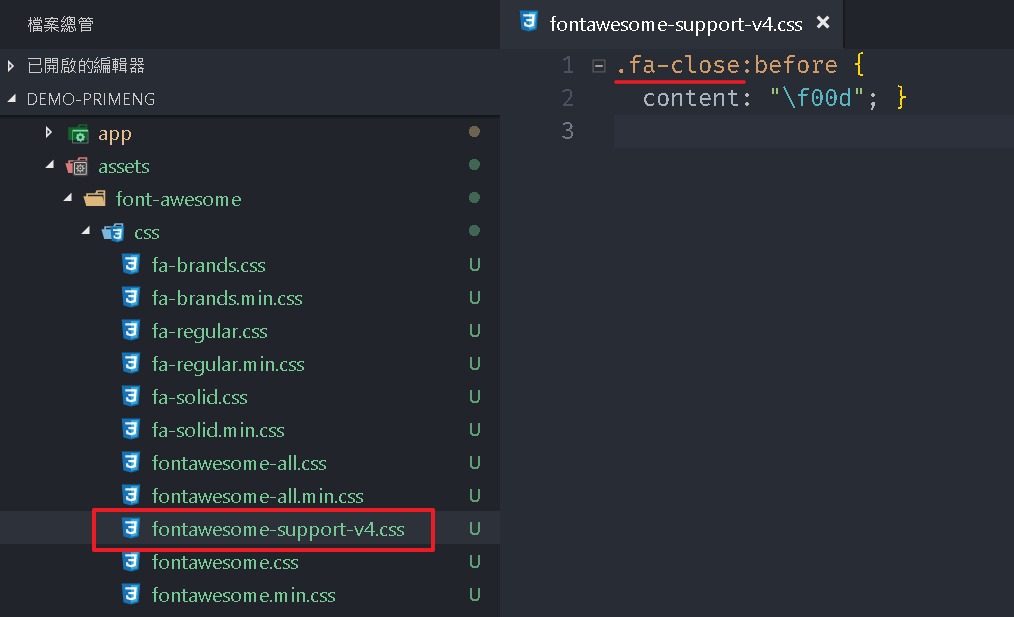 檔案總管
已開啟的編輯器
DEMO-PRIMENG
app
assets
font-awesome
css
fa-brands.css U
fa-brands.min.css U
fa-regular.css U
fa-regular.min.css U
fa-solid.css U
fa-solid.min.css U
fontawesome-all.css U
fontawesome-all.min.css U
fontawesome-support-v4.css U
fontawesome.css U
fontawesome.min.css U
fontawesome-support-v4.css ×
1 .fa-close:before {
2 content: "\f00d"; }
3